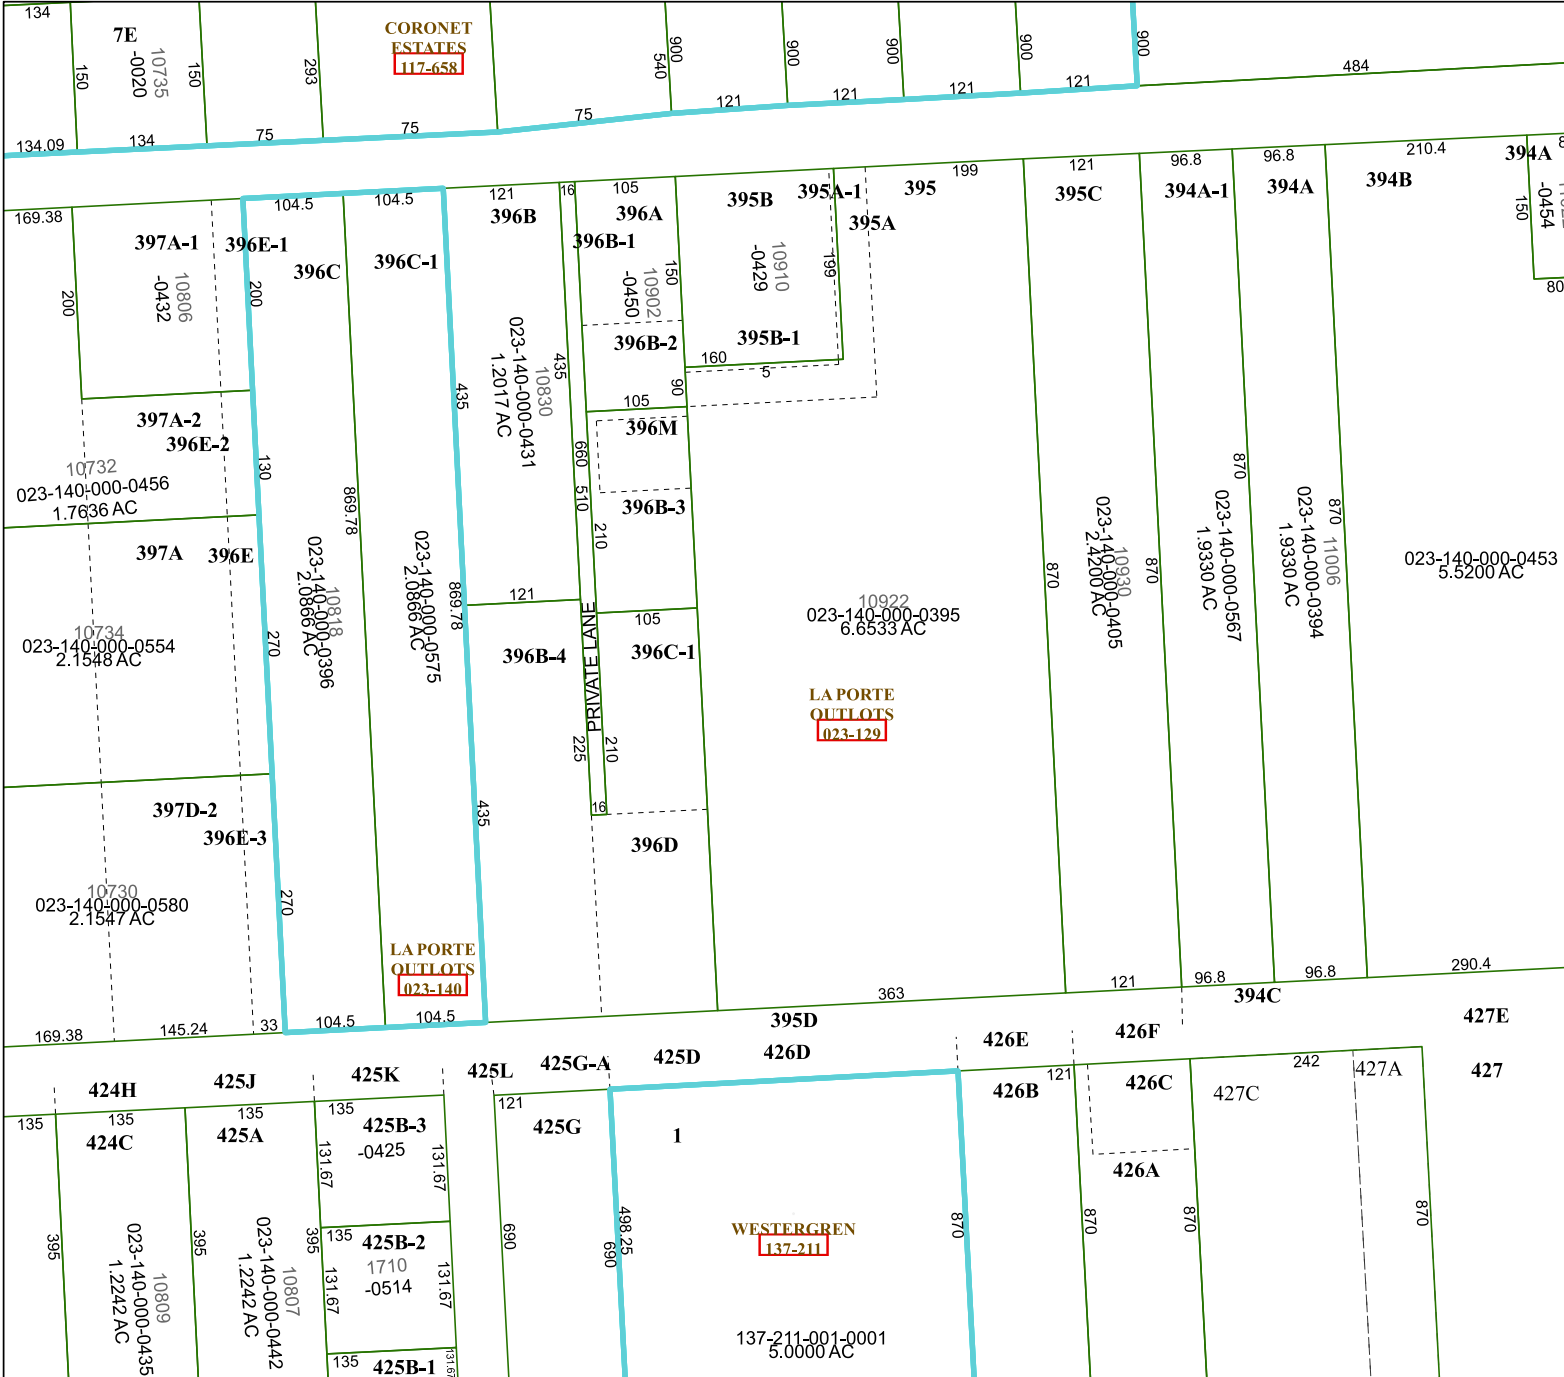 134
7E
10735
-0020
150
150
293
CORONET
ESTATES
117-658
540
900
900
900
900
900
484
134.09
134
75
75
75
121
121
121
121
169.38
104.5
104.5
121
16
105
199
121
96.8
96.8
210.4
394A
397A-1
396E-1
396C
396C-1
396B
396B-1
396A
395B
395A-1
395A
395
395C
394A-1
394A
394B
-0454
150
80
200
10806
-0432
200
10902
-0450
150
10910
-0429
199
396B-2
395B-1
160
5
90
105
435
435
10830
023-140-000-0431
1.2017 AC
397A-2
396E-2
130
10732
023-140-000-0456
1.7636 AC
396M
660
510
396B-3
210
869.78
870
870
397A
396E
10818
023-140-000-0396
2.0866 AC
023-140-000-0575
2.0866 AC
869.78
870
10930
023-140-000-0405
2.4200 AC
870
023-140-000-0567
1.9330 AC
11006
023-140-000-0394
1.9330 AC
023-140-000-0453
5.5200 AC
10922
023-140-000-0395
6.6533 AC
121
105
PRIVATE LANE
10734
023-140-000-0554
2.1548 AC
270
396B-4
396C-1
LA PORTE
OUTLOTS
023-129
225
210
16
397D-2
396E-3
435
396D
10730
023-140-000-0580
2.1547 AC
270
LA PORTE
OUTLOTS
023-140
169.38
145.24
33
104.5
104.5
363
121
96.8
96.8
290.4
394C
395D
427E
426F
426E
426D
425D
425G-A
425L
425K
425J
424H
121
426B
426C
242
427A
427
427C
135
135
135
135
121
424C
425A
425B-3
-0425
131.67
131.67
425G
1
426A
395
395
395
10809
023-140-000-0435
1.2242 AC
10807
023-140-000-0442
1.2242 AC
135
425B-2
1710
-0514
131.67
131.67
690
690
498.25
WESTERGREN
137-211
870
870
870
870
137-211-001-0001
5.0000 AC
135
425B-1
131.67